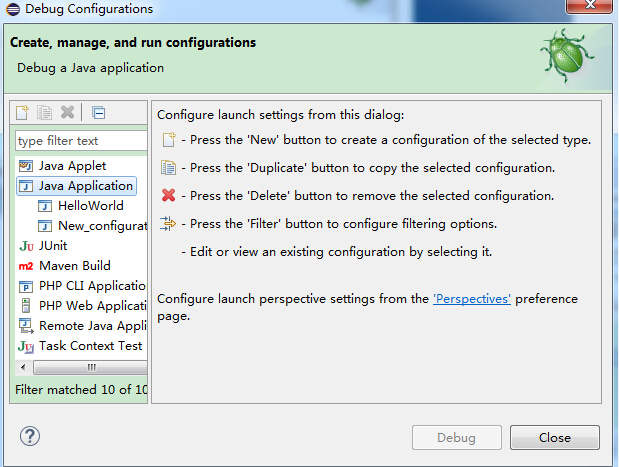 Debug Configurations
Create, manage, and run configurations
Debug a Java application
type filter text
Java Applet
Java Application
HelloWorld
New_configurat
JUnit
m2 Maven Build
PHP CLI Applicatio
PHP Web Applicati
Remote Java Appli
Task Context Test
Filter matched 10 of 10
Configure launch settings from this dialog:
- Press the 'New' button to create a configuration of the selected type.
- Press the 'Duplicate' button to copy the selected configuration.
- Press the 'Delete' button to remove the selected configuration.
- Press the 'Filter' button to configure filtering options.
- Edit or view an existing configuration by selecting it.
Configure launch perspective settings from the 'Perspectives' preference
page.
Debug
Close